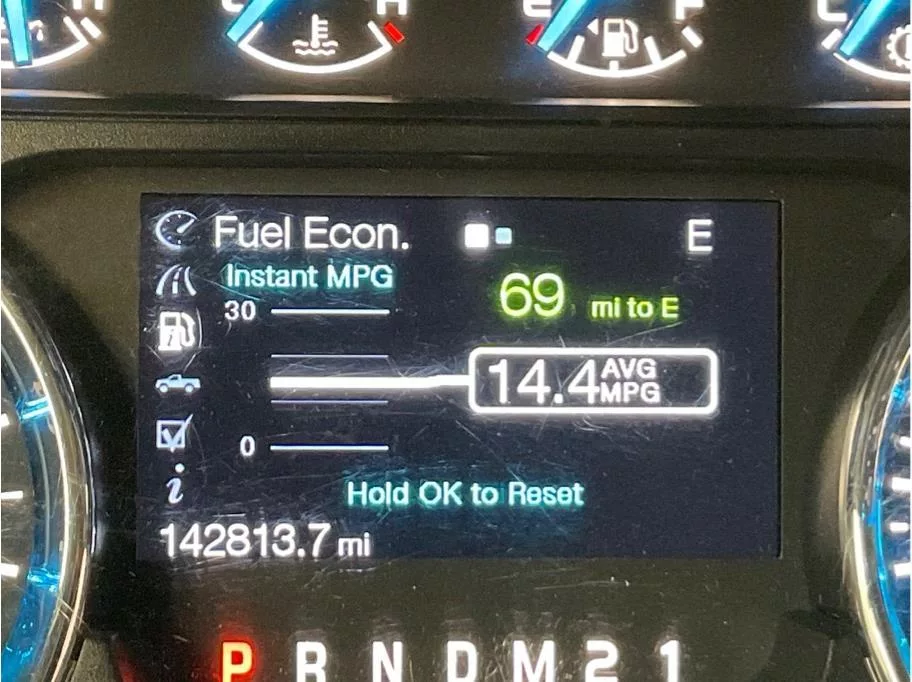 H C H E F C
Fuel Econ. E
Instant MPG
30 69 mi to E
14.4 AVG MPG
0
Hold OK to Reset
142813.7 mi
P R N D M 2 1